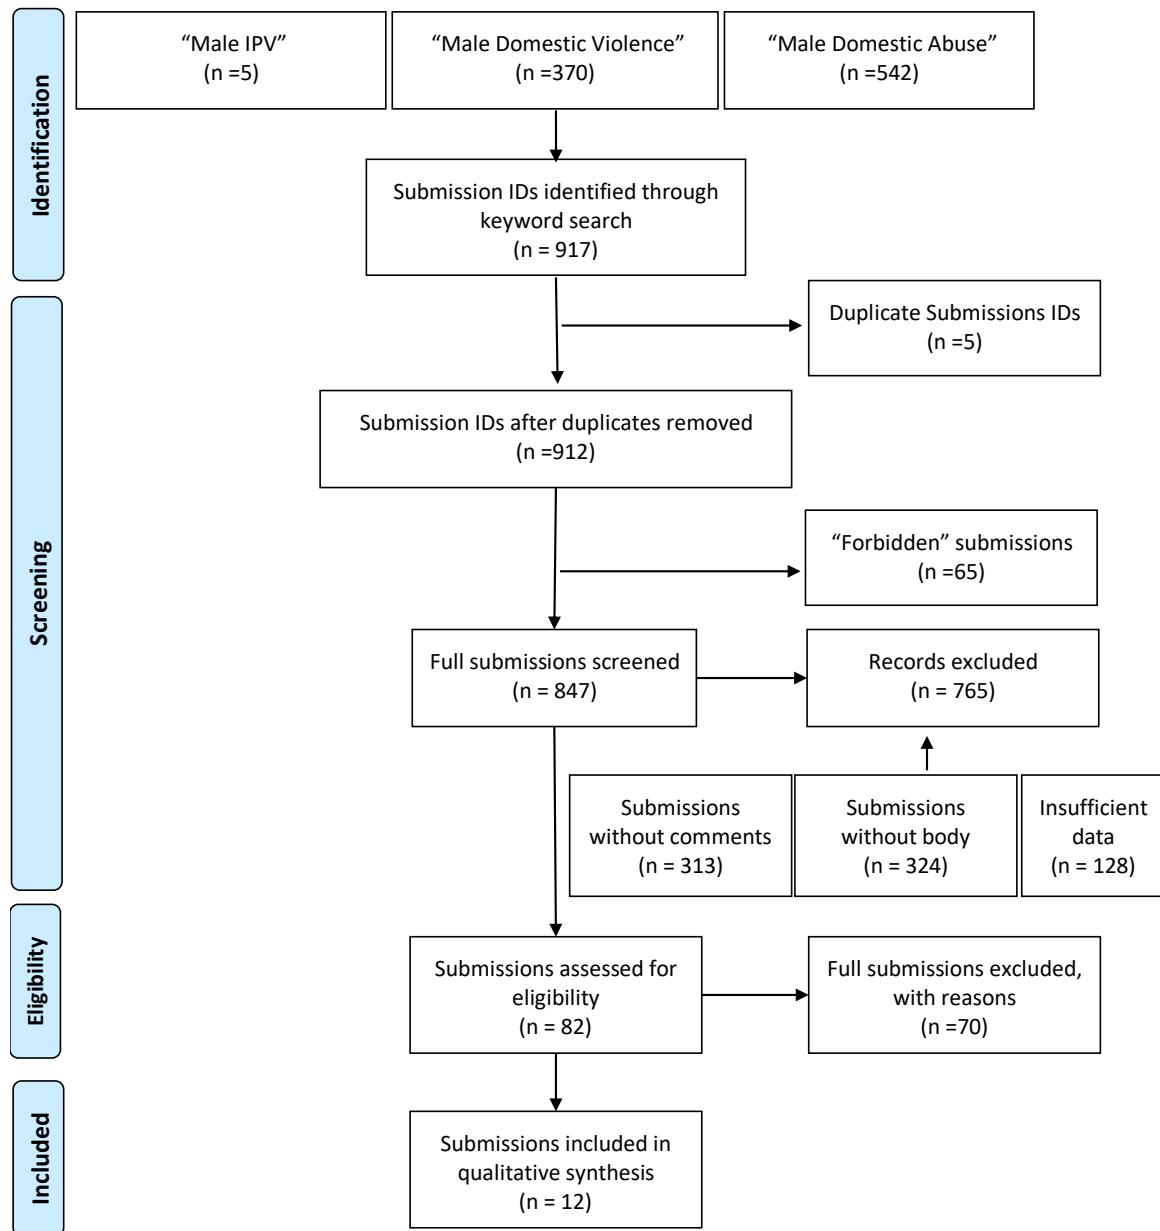 Identification
“Male IPV”
(n =5)
“Male Domestic Violence”
(n =370)
“Male Domestic Abuse”
(n =542)
Submission IDs identified through
keyword search
(n = 917)
Screening
Duplicate Submissions IDs
(n =5)
Submission IDs after duplicates removed
(n =912)
“Forbidden” submissions
(n =65)
Full submissions screened
(n = 847)
Records excluded
(n = 765)
Submissions
without comments
(n = 313)
Submissions
without body
(n = 324)
Insufficient
data
(n = 128)
Eligibility
Submissions assessed for
eligibility
(n = 82)
Full submissions excluded,
with reasons
(n =70)
Included
Submissions included in
qualitative synthesis
(n = 12)